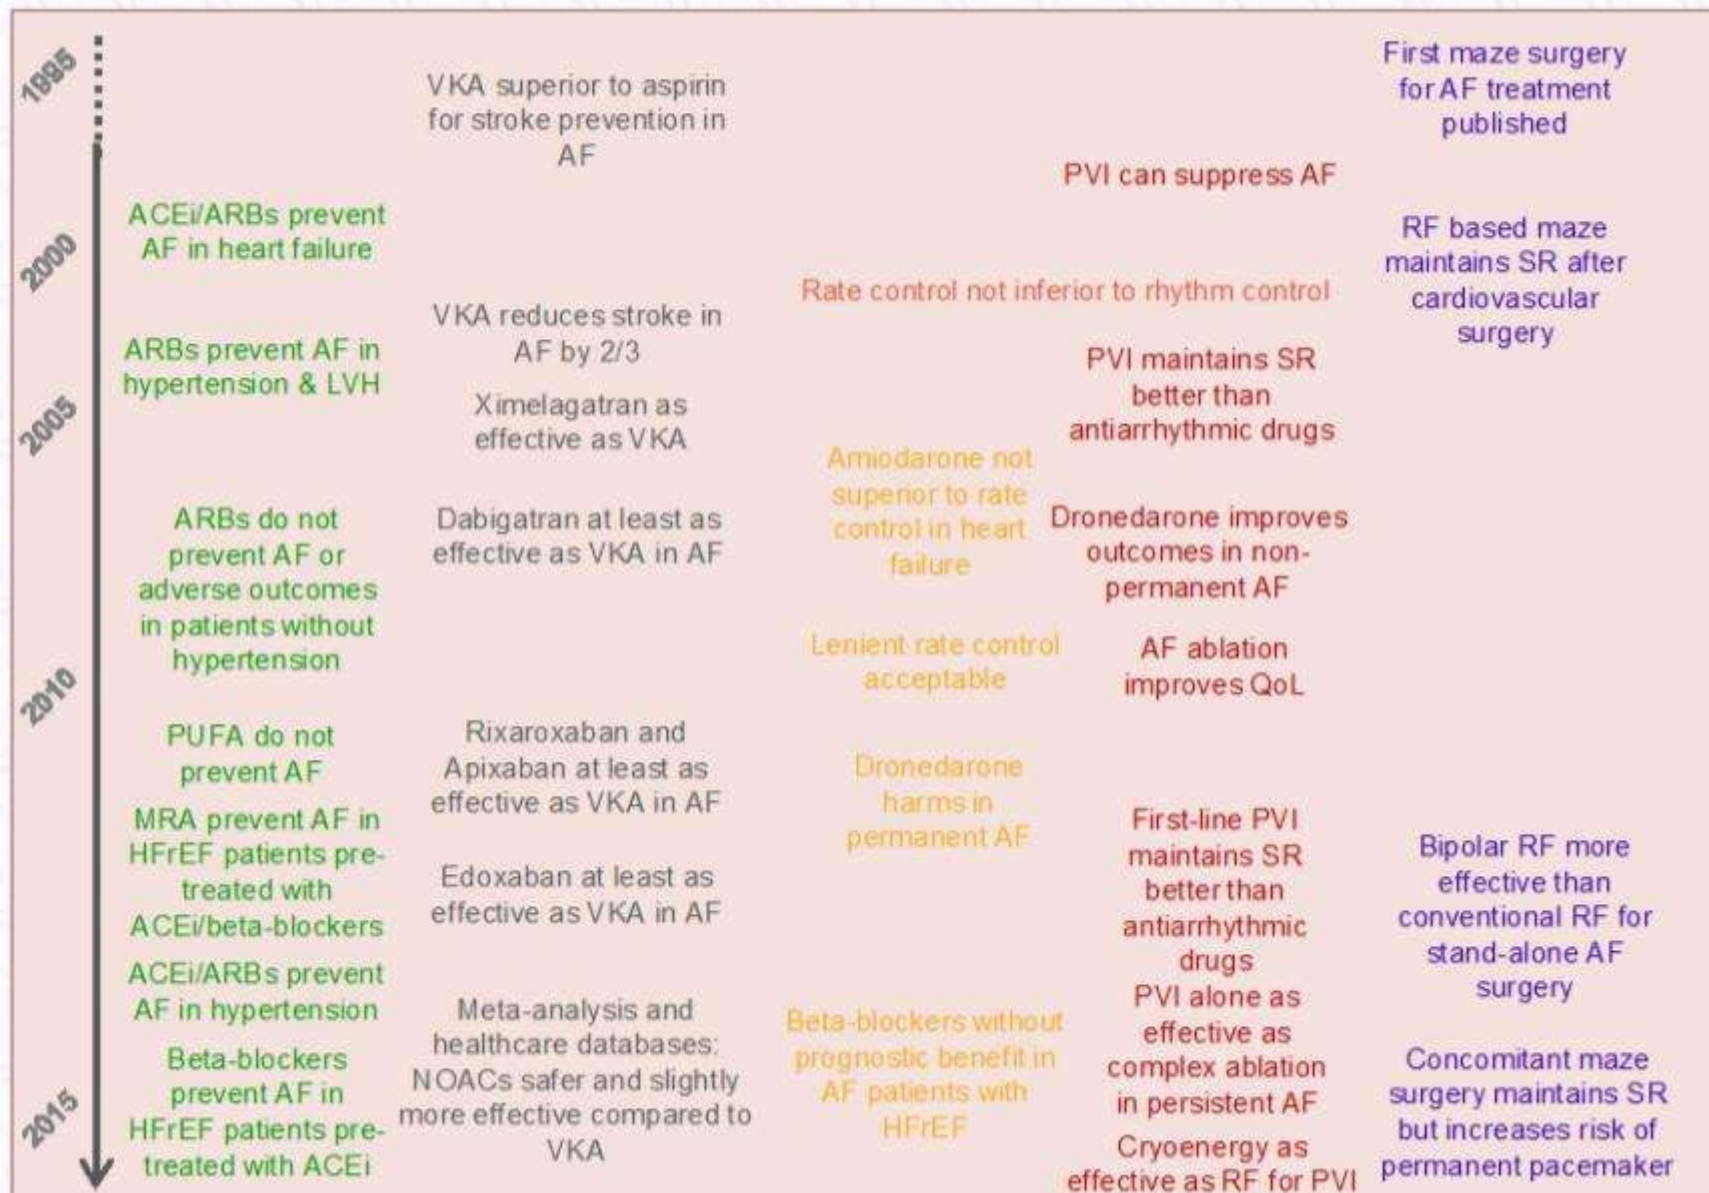 1995
2000
2005
2010
2015
ACEi/ARBs prevent
AF in heart failure
ARBs prevent AF in
hypertension & LVH
ARBs do not
prevent AF or
adverse outcomes
in patients without
hypertension
PUFA do not
prevent AF
MRA prevent AF in
HFrEF patients pre-
treated with
ACEi/beta-blockers
ACEi/ARBs prevent
AF in hypertension
Beta-blockers
prevent AF in
HFrEF patients pre-
treated with ACEi
VKA superior to aspirin
for stroke prevention in
AF
VKA reduces stroke in
AF by 2/3
Ximelagatran as
effective as VKA
Dabigatran at least as
effective as VKA in AF
Rixaroxaban and
Apixaban at least as
effective as VKA in AF
Edoxaban at least as
effective as VKA in AF
Meta-analysis and
healthcare databases:
NOACs safer and slightly
more effective compared to
VKA
Rate control not inferior to rhythm control
Amiodarone not
superior to rate
control in heart
failure
Lenient rate control
acceptable
Dronedarone
harms in
permanent AF
Beta-blockers without
prognostic benefit in
AF patients with
HFrEF
PVI can suppress AF
PVI maintains SR
better than
antiarrhythmic drugs
Dronedarone improves
outcomes in non-
permanent AF
AF ablation
improves QoL
First-line PVI
maintains SR
better than
antiarrhythmic
drugs
PVI alone as
effective as
complex ablation
in persistent AF
Cryoenergy as
effective as RF for PVI
First maze surgery
for AF treatment
published
RF based maze
maintains SR after
cardiovascular
surgery
Bipolar RF more
effective than
conventional RF for
stand-alone AF
surgery
Concomitant maze
surgery maintains SR
but increases risk of
permanent pacemaker